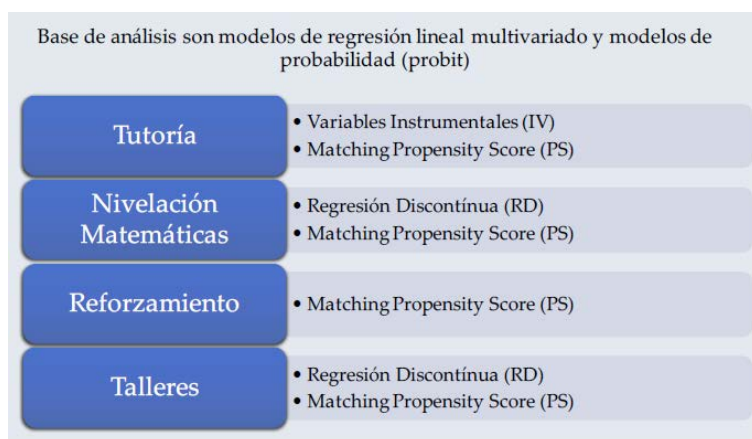 Base de análisis son modelos de regresión lineal multivariado y modelos de
probabilidad (probit)
Tutoría
• Variables Instrumentales (IV)
• Matching Propensity Score (PS)
Nivelación
Matemáticas
• Regresión Discontínua (RD)
• Matching Propensity Score (PS)
Reforzamiento
• Matching Propensity Score (PS)
Talleres
• Regresión Discontínua (RD)
• Matching Propensity Score (PS)